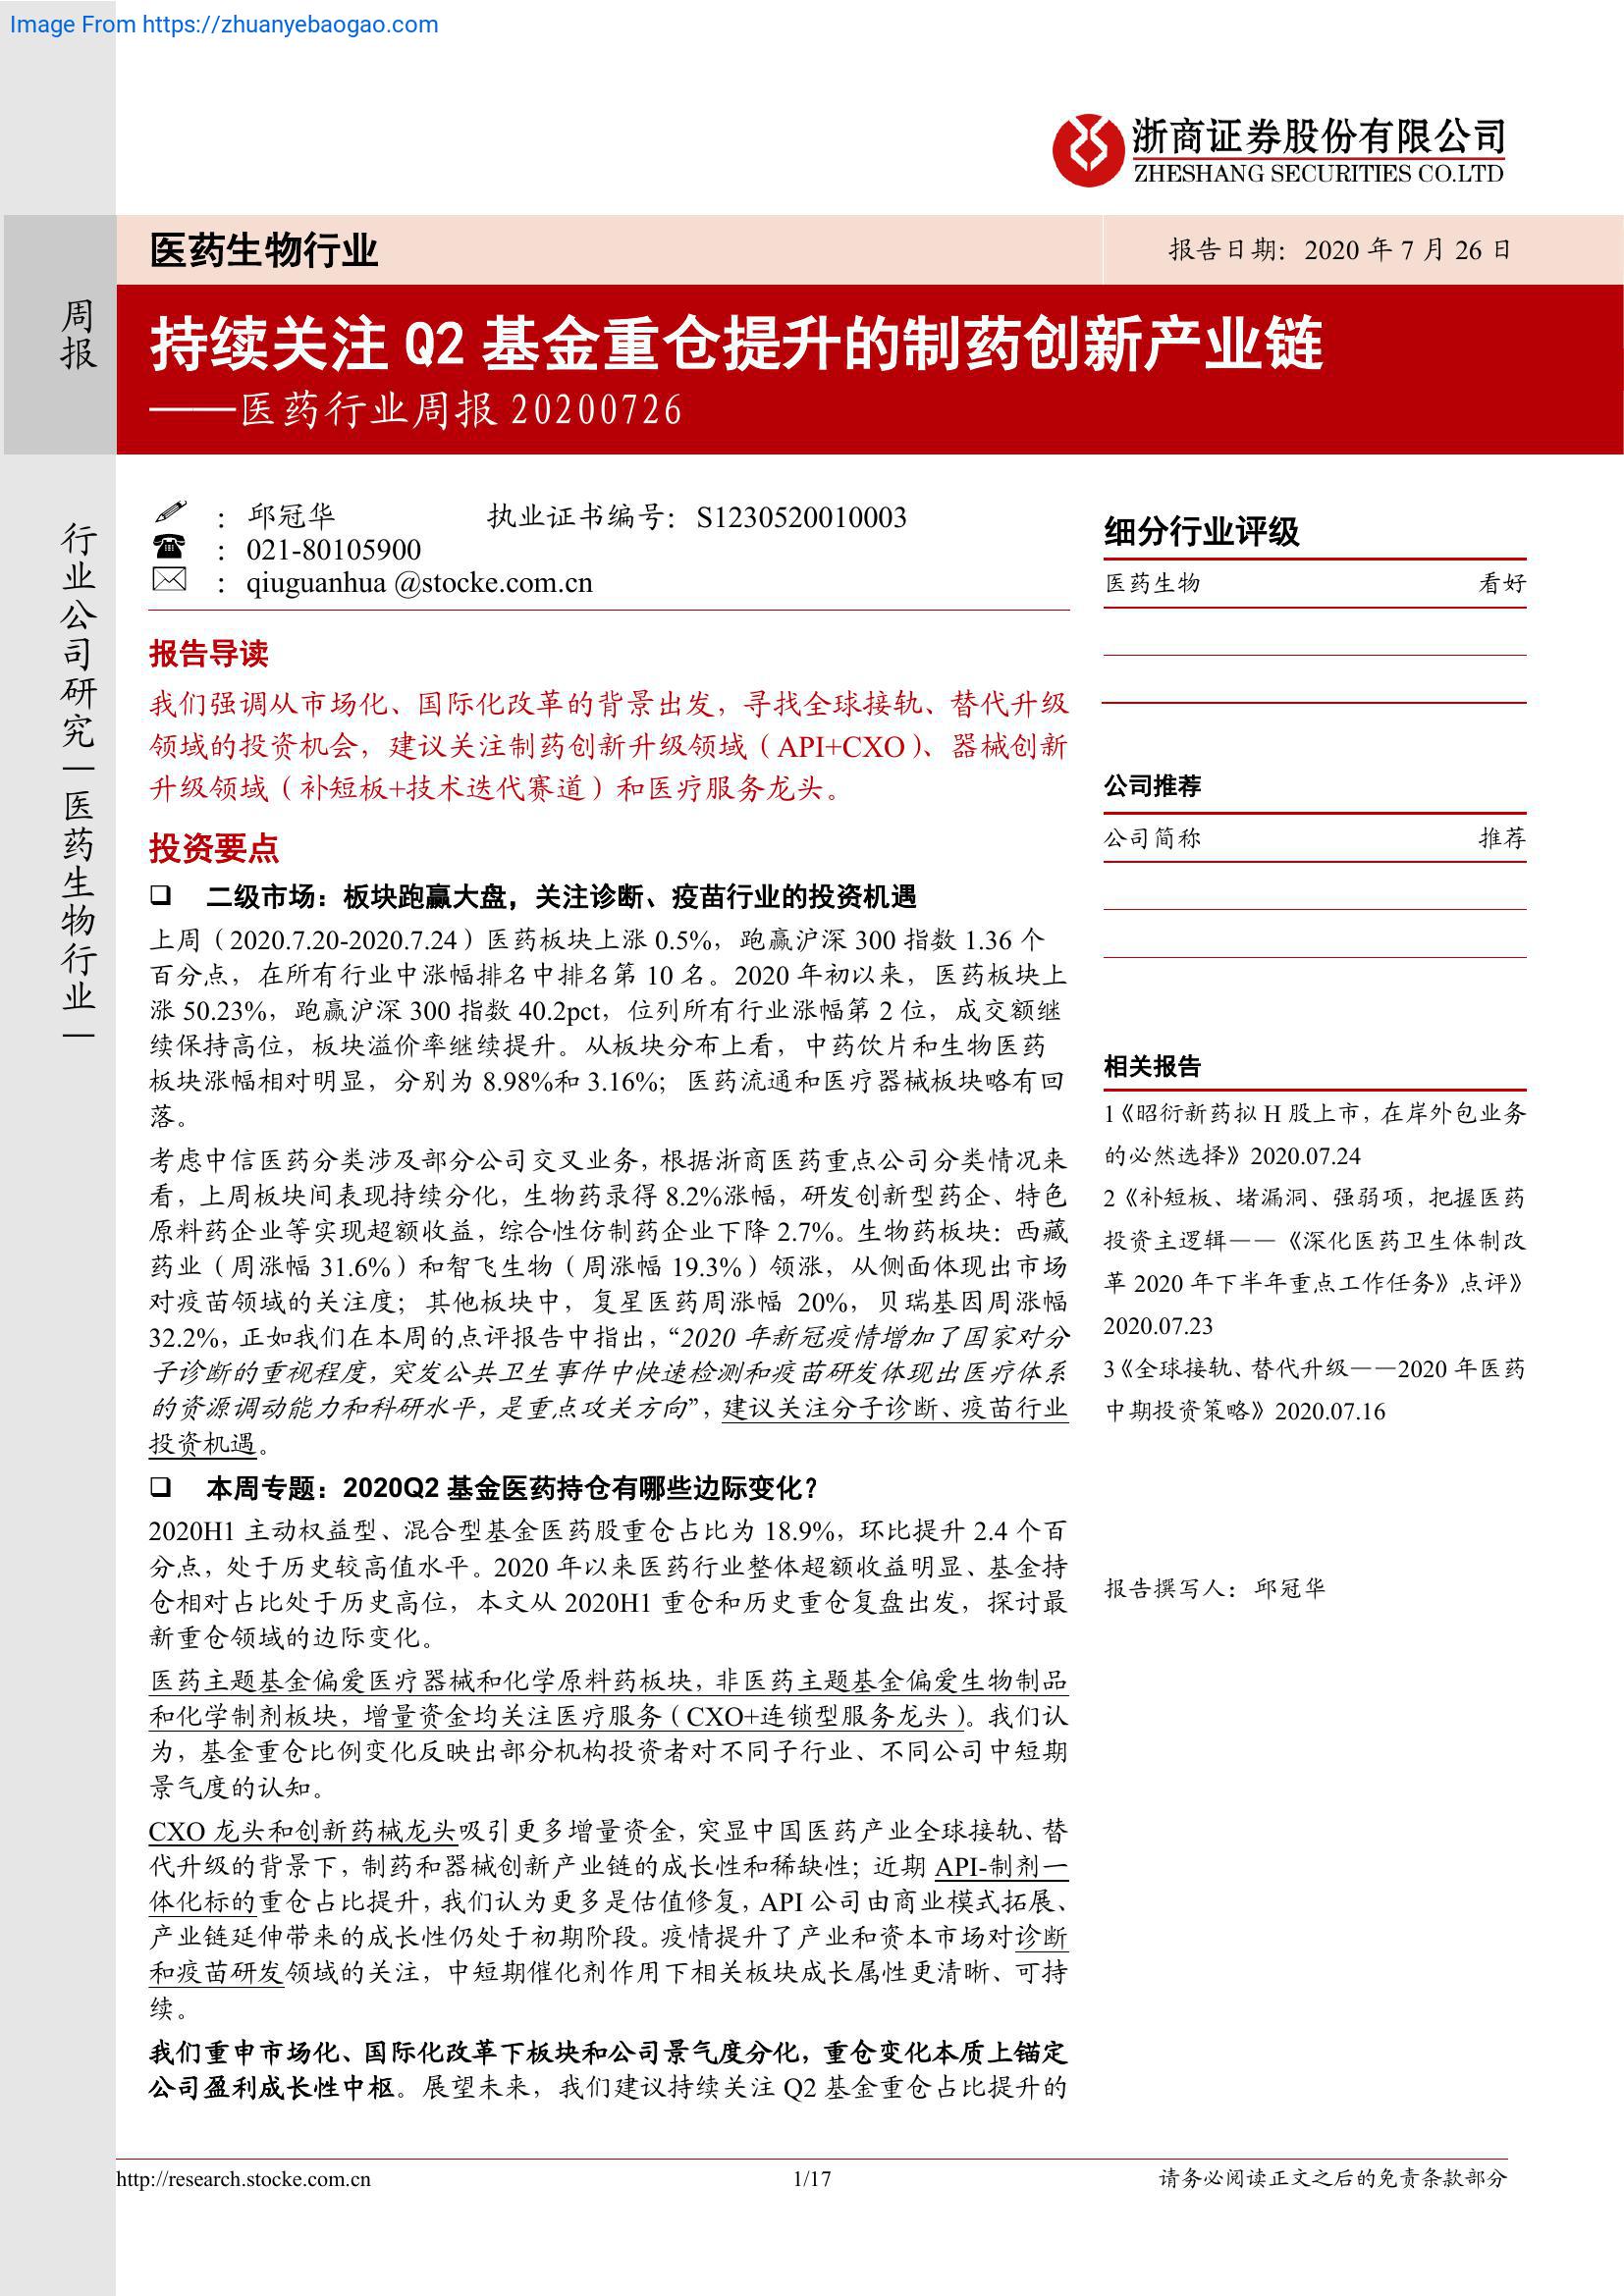 Image From https://zhuanyebaogao.com
浙商证券股份有限公司
ZHESHANG SECURITIES CO.LTD
医药生物行业
报告日期：2020 年 7 月 26 日
周报
持续关注 Q2 基金重仓提升的制药创新产业链
——医药行业周报 20200726
行业公司研究｜医药生物行业｜
： 邱冠华 执业证书编号：S1230520010003
： 021-80105900
： qiuguanhua @stocke.com.cn
报告导读
我们强调从市场化、国际化改革的背景出发，寻找全球接轨、替代升级
领域的投资机会，建议关注制药创新升级领域（API+CXO）、器械创新
升级领域（补短板+技术迭代赛道）和医疗服务龙头。
投资要点
❑ 二级市场：板块跑赢大盘，关注诊断、疫苗行业的投资机遇
上周（2020.7.20-2020.7.24）医药板块上涨 0.5%，跑赢沪深 300 指数 1.36 个
百分点，在所有行业中涨幅排名中排名第 10 名。2020 年初以来，医药板块上
涨 50.23%，跑赢沪深 300 指数 40.2pct，位列所有行业涨幅第 2 位，成交额继
续保持高位，板块溢价率继续提升。从板块分布上看，中药饮片和生物医药
板块涨幅相对明显，分别为 8.98%和 3.16%；医药流通和医疗器械板块略有回
落。
考虑中信医药分类涉及部分公司交叉业务，根据浙商医药重点公司分类情况来
看，上周板块间表现持续分化，生物药录得 8.2%涨幅，研发创新型药企、特色
原料药企业等实现超额收益，综合性仿制药企业下降 2.7%。生物药板块：西藏
药业（周涨幅 31.6%）和智飞生物（周涨幅 19.3%）领涨，从侧面体现出市场
对疫苗领域的关注度；其他板块中，复星医药周涨幅 20%，贝瑞基因周涨幅
32.2%，正如我们在本周的点评报告中指出，“2020 年新冠疫情增加了国家对分
子诊断的重视程度，突发公共卫生事件中快速检测和疫苗研发体现出医疗体系
的资源调动能力和科研水平，是重点攻关方向”，建议关注分子诊断、疫苗行业
投资机遇。
❑ 本周专题：2020Q2 基金医药持仓有哪些边际变化？
2020H1 主动权益型、混合型基金医药股重仓占比为 18.9%，环比提升 2.4 个百
分点，处于历史较高值水平。2020 年以来医药行业整体超额收益明显、基金持
仓相对占比处于历史高位，本文从 2020H1 重仓和历史重仓复盘出发，探讨最
新重仓领域的边际变化。
医药主题基金偏爱医疗器械和化学原料药板块，非医药主题基金偏爱生物制品
和化学制剂板块，增量资金均关注医疗服务（CXO+连锁型服务龙头）。我们认
为，基金重仓比例变化反映出部分机构投资者对不同子行业、不同公司中短期
景气度的认知。
CXO 龙头和创新药械龙头吸引更多增量资金，突显中国医药产业全球接轨、替
代升级的背景下，制药和器械创新产业链的成长性和稀缺性；近期 API-制剂一
体化标的重仓占比提升，我们认为更多是估值修复，API 公司由商业模式拓展、
产业链延伸带来的成长性仍处于初期阶段。疫情提升了产业和资本市场对诊断
和疫苗研发领域的关注，中短期催化剂作用下相关板块成长属性更清晰、可持
续。
我们重申市场化、国际化改革下板块和公司景气度分化，重仓变化本质上锚定
公司盈利成长性中枢。展望未来，我们建议持续关注 Q2 基金重仓占比提升的
细分行业评级
医药生物 看好
公司推荐
公司简称 推荐
相关报告
1《昭衍新药拟 H 股上市，在岸外包业务
的必然选择》2020.07.24
2《补短板、堵漏洞、强弱项，把握医药
投资主逻辑——《深化医药卫生体制改
革 2020 年下半年重点工作任务》点评》
2020.07.23
3《全球接轨、替代升级——2020 年医药
中期投资策略》2020.07.16
报告撰写人：邱冠华
http://research.stocke.com.cn
1/17
请务必阅读正文之后的免责条款部分